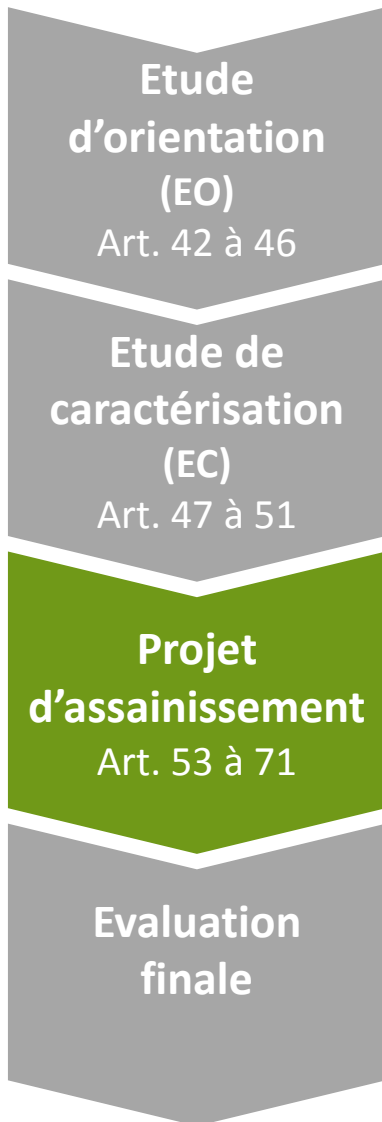 Etude
d’orientation
(EO)
Art. 42 à 46
Etude de
caractérisation
(EC)
Art. 47 à 51
Projet
d’assainissement
Art. 53 à 71
Evaluation
finale